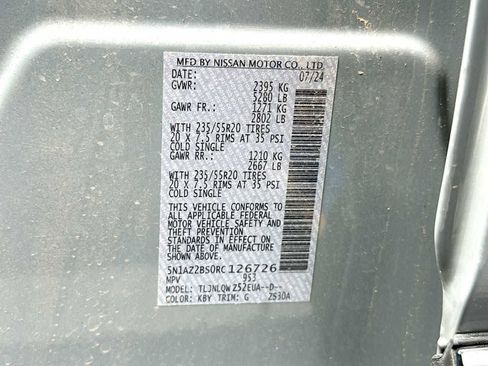 MFD BY NISSAN MOTOR CO., LTD.
DATE: 07/24
GVWR: 2395 KG
5280 LB
GAWR FR.: 1271 KG
2802 LB
WITH 235/55R20 TIRES
20 X 7.5 RIMS AT 35 PSI
COLD SINGLE
GAWR RR.: 1210 KG
2667 LB
WITH 235/55R20 TIRES
20 X 7.5 RIMS AT 35 PSI
COLD SINGLE
THIS VEHICLE CONFORMS TO
ALL APPLICABLE FEDERAL
MOTOR VEHICLE SAFETY AND
THEFT PREVENTION
STANDARDS IN EFFECT ON
THE DATE OF MANUFACTURE
SHOWN ABOVE.
5N1AZ2BS0RC126726
MPV 953
MODEL: TLJNLQWZ52EUA--D--
COLOR: KBY TRIM: G ZS30A